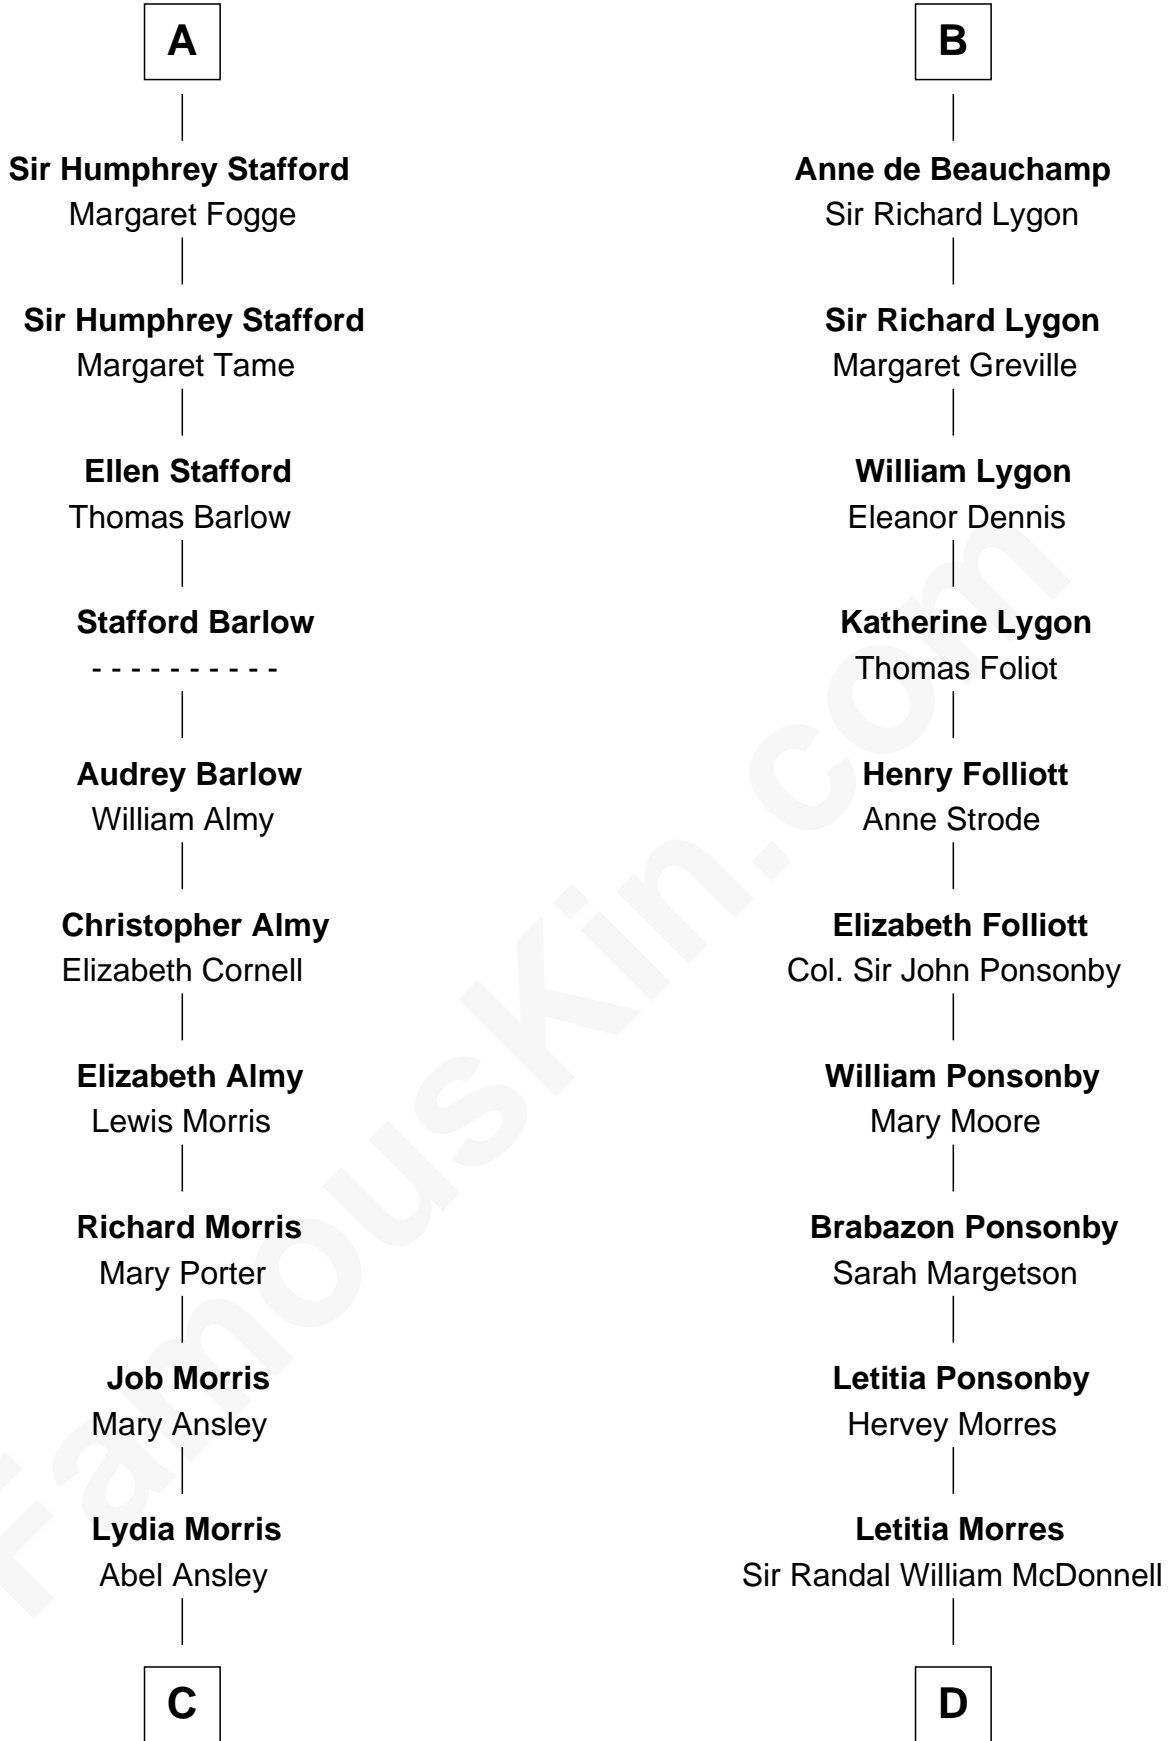 A
Sir Humphrey Stafford
Margaret Fogge
Sir Humphrey Stafford
Margaret Tame
Ellen Stafford
Thomas Barlow
Stafford Barlow
- - - - - - - - - -
Audrey Barlow
William Almy
Christopher Almy
Elizabeth Cornell
Elizabeth Almy
Lewis Morris
Richard Morris
Mary Porter
Job Morris
Mary Ansley
Lydia Morris
Abel Ansley
C
B
Anne de Beauchamp
Sir Richard Lygon
Sir Richard Lygon
Margaret Greville
William Lygon
Eleanor Dennis
Katherine Lygon
Thomas Foliot
Henry Folliott
Anne Strode
Elizabeth Folliott
Col. Sir John Ponsonby
William Ponsonby
Mary Moore
Brabazon Ponsonby
Sarah Margetson
Letitia Ponsonby
Hervey Morres
Letitia Morres
Sir Randal William McDonnell
D
FamousKin.com